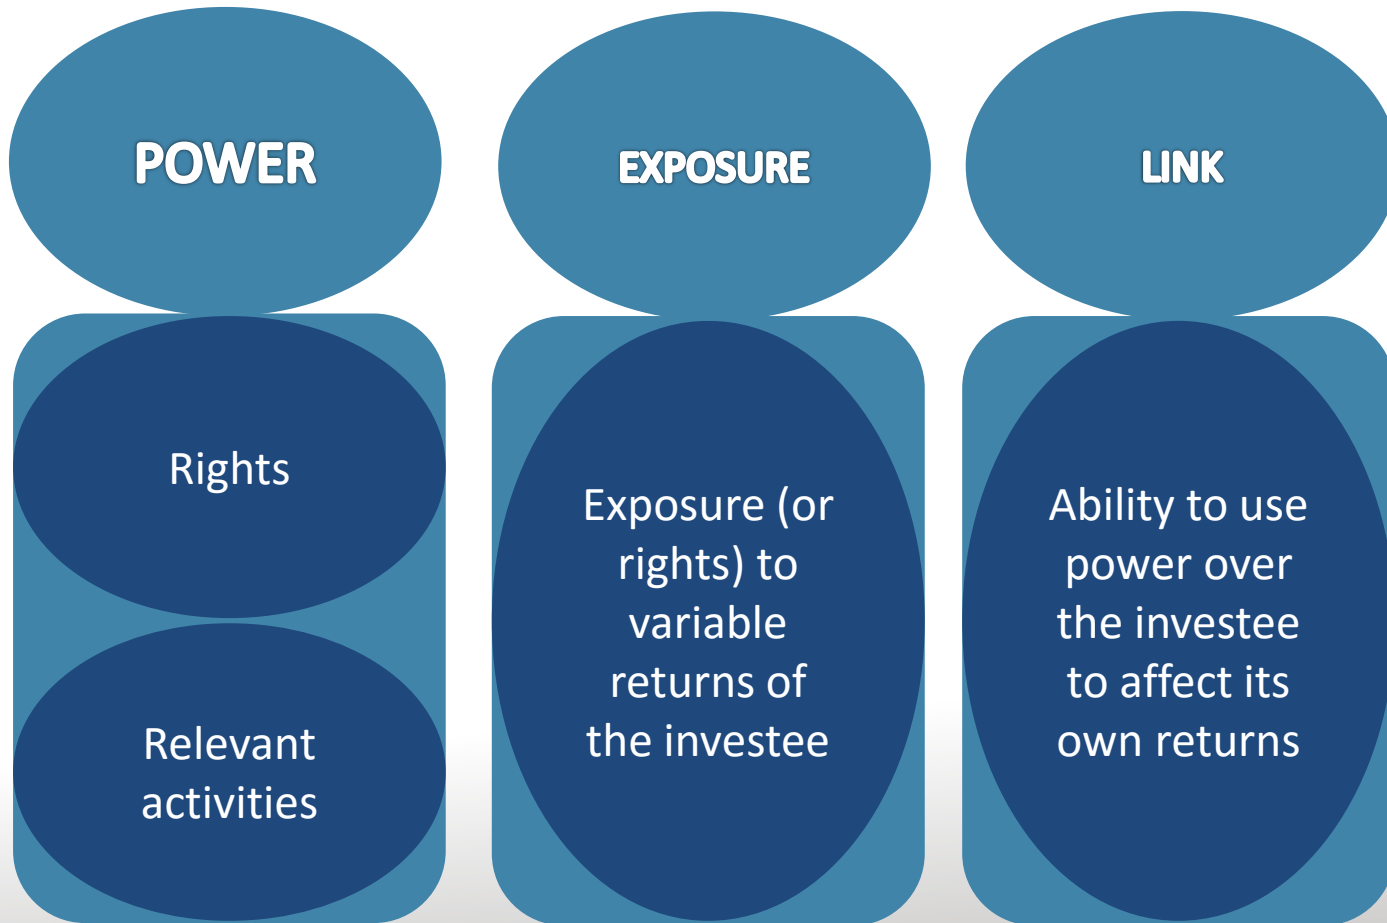 POWER
EXPOSURE
LINK
Rights
Relevant
activities
Exposure (or
rights) to
variable
returns of
the investee
Ability to use
power over
the investee
to affect its
own returns